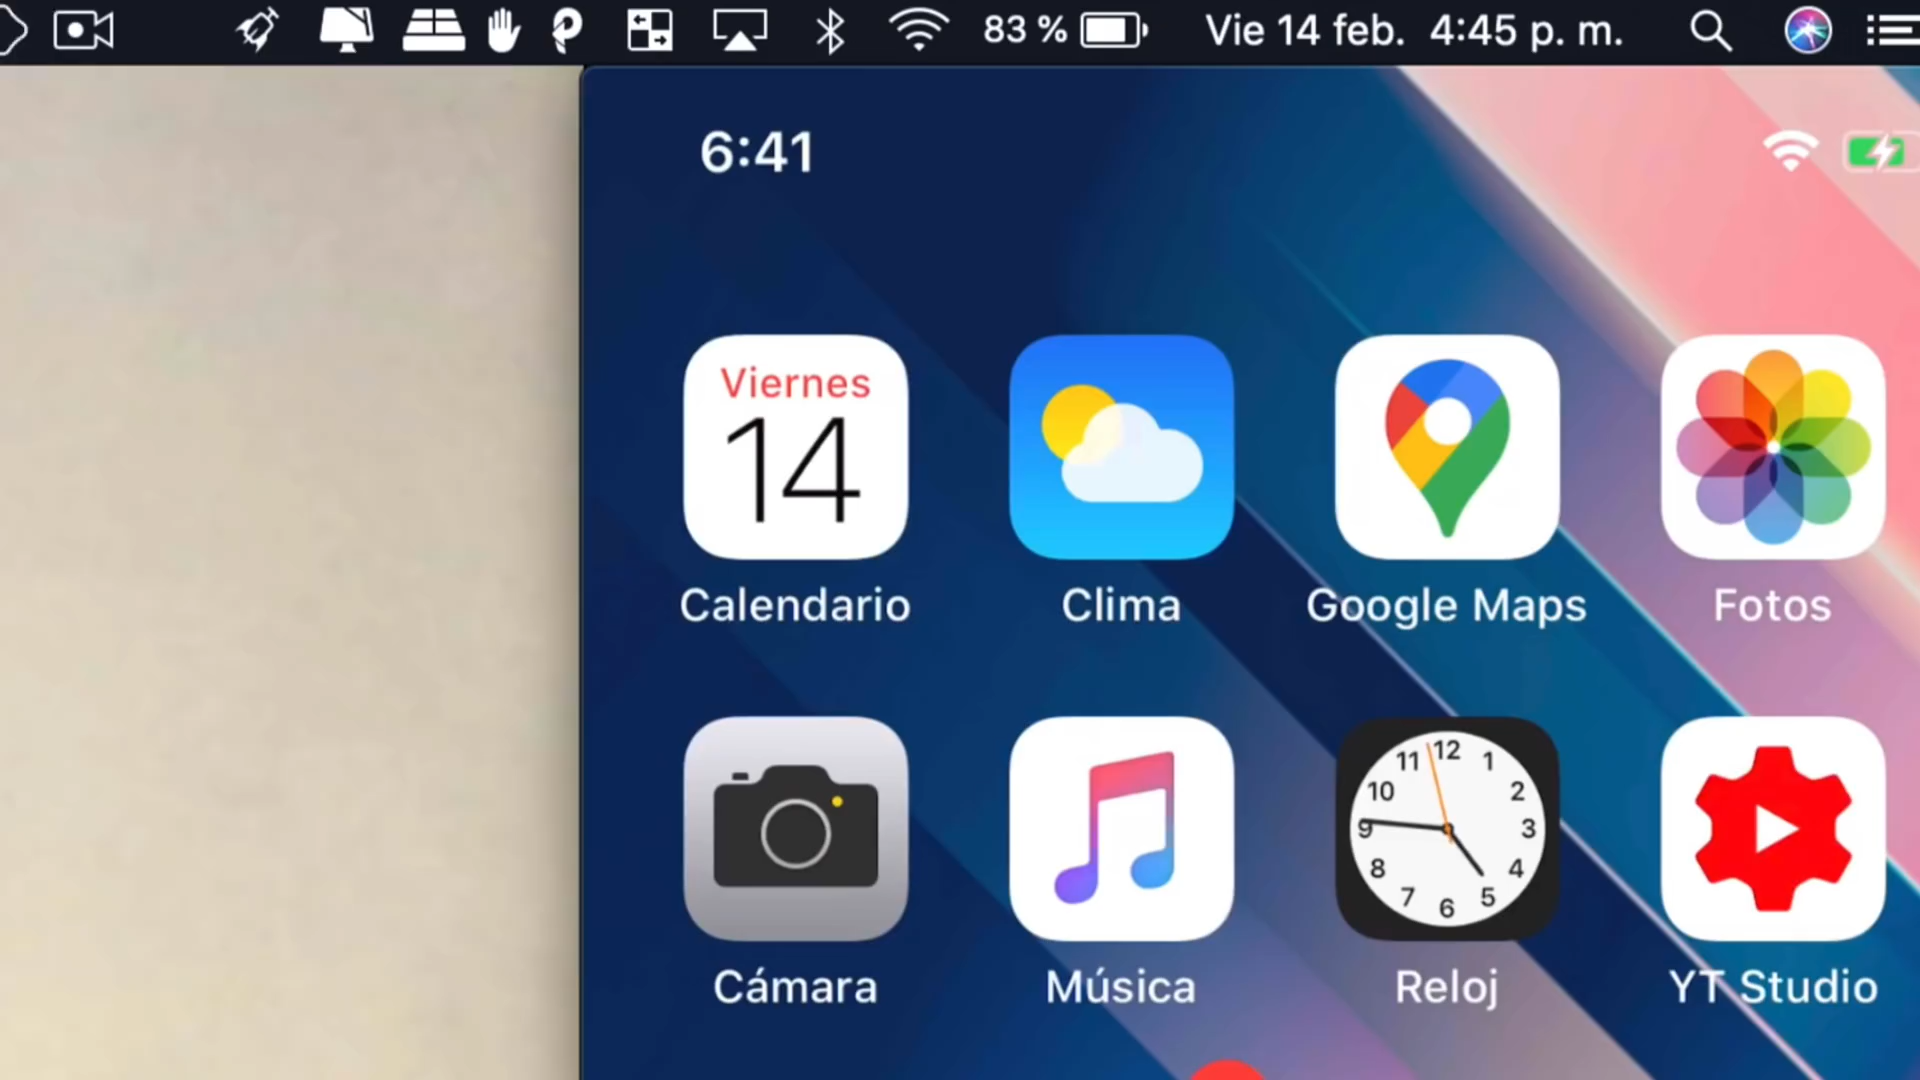 83 %
Vie 14 feb. 4:45 p. m.
6:41
Viernes
14
Calendario
Clima
Google Maps
Fotos
12
11
1
10
2
9
3
8
4
7
5
6
Cámara
Música
Reloj
YT Studio